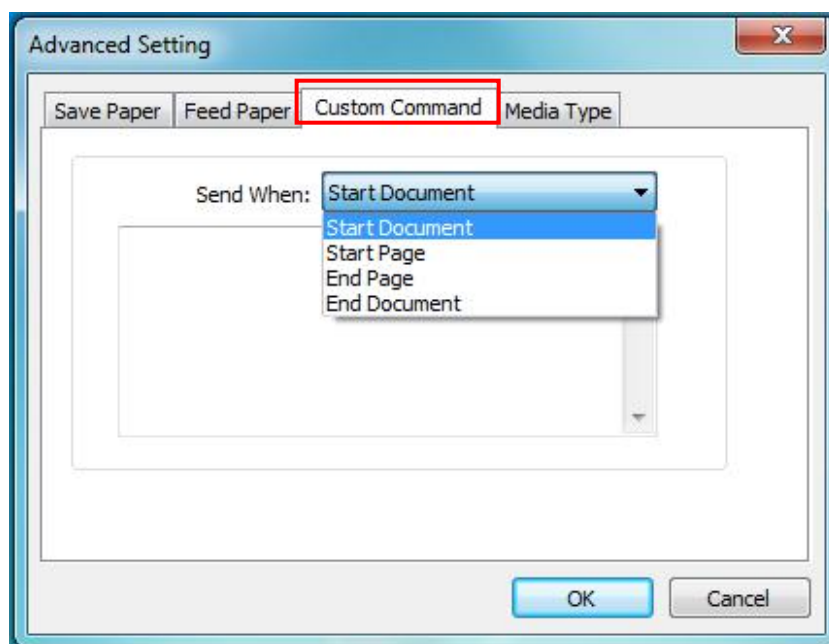 Advanced Setting
X
Save Paper Feed Paper Custom Command Media Type
Send When: Start Document
Start Document
Start Page
End Page
End Document
OK Cancel